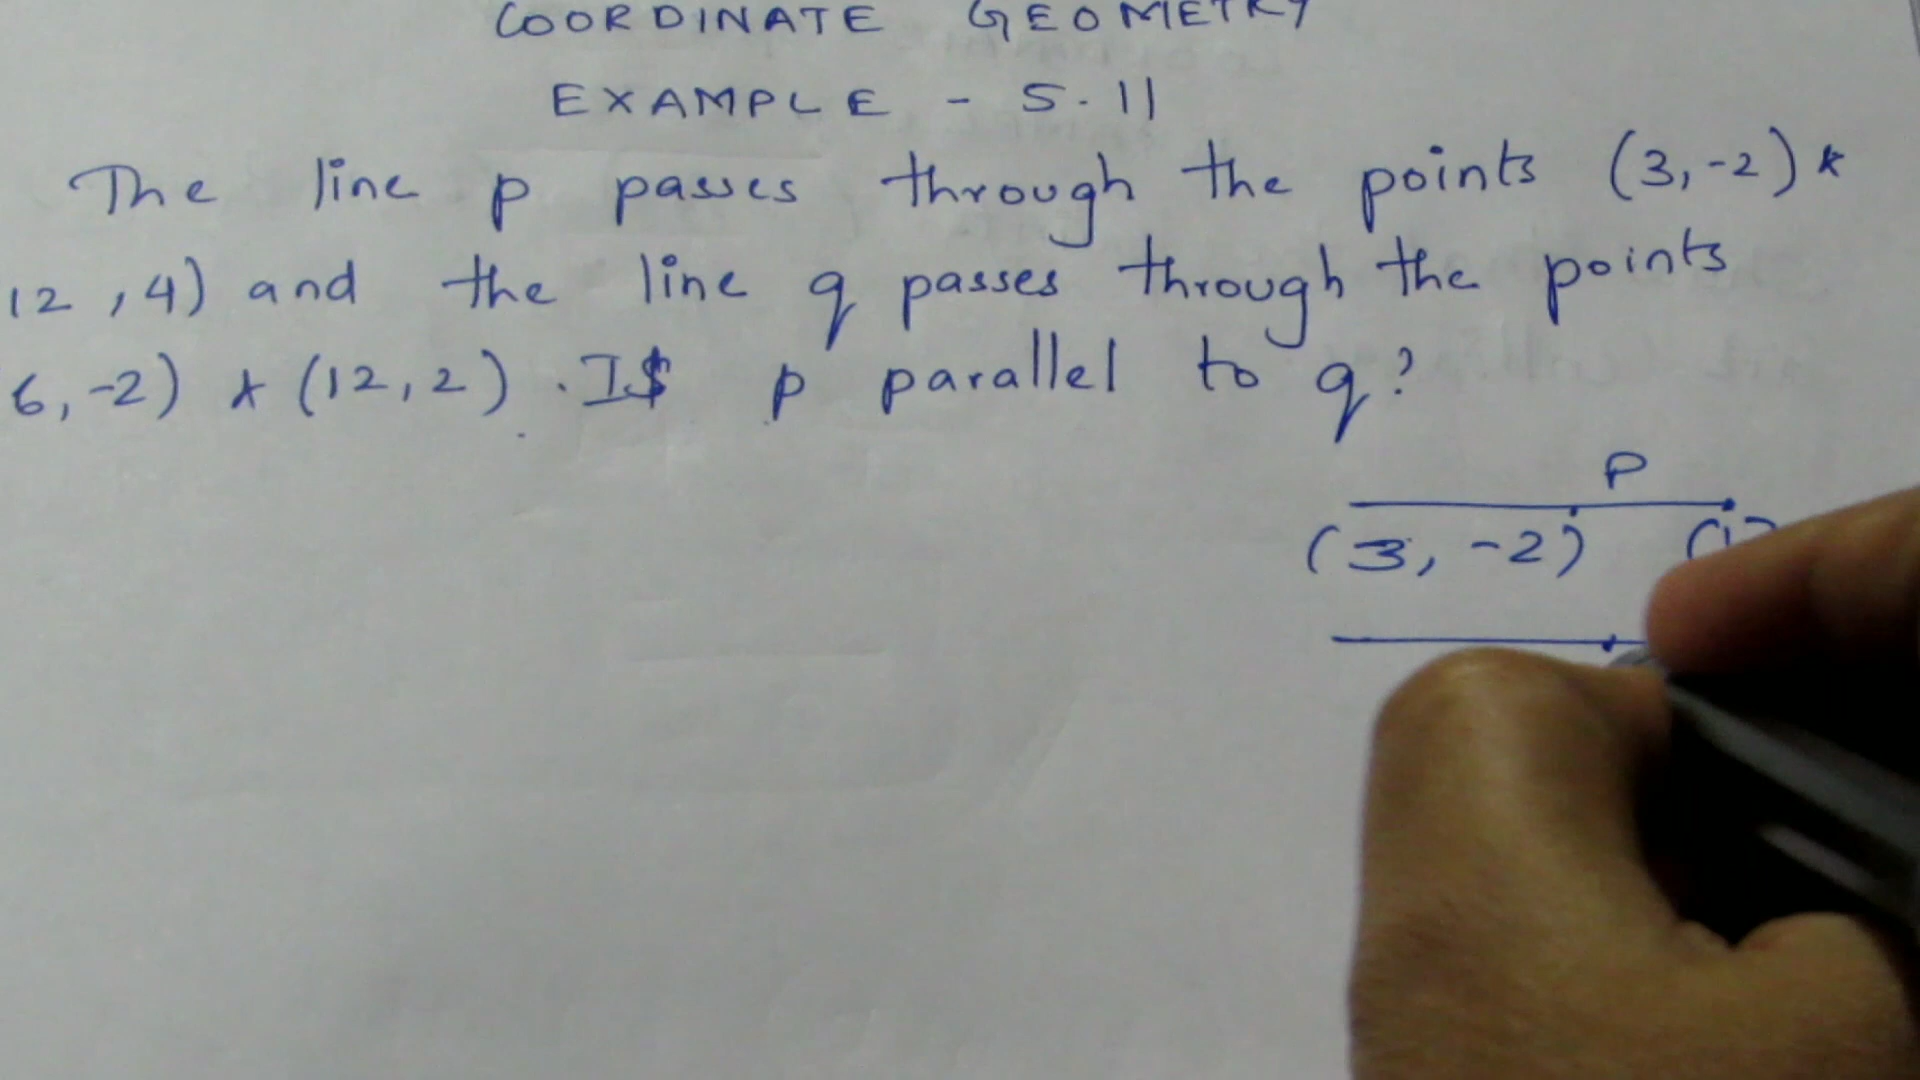 COORDINATE GEOMETRY
EXAMPLE - 5.11
The line p passes through the points (3,-2) &
12,4) and the line q passes through the points
6,-2) & (12,2). Is p parallel to q?
P
(3,-2) (12